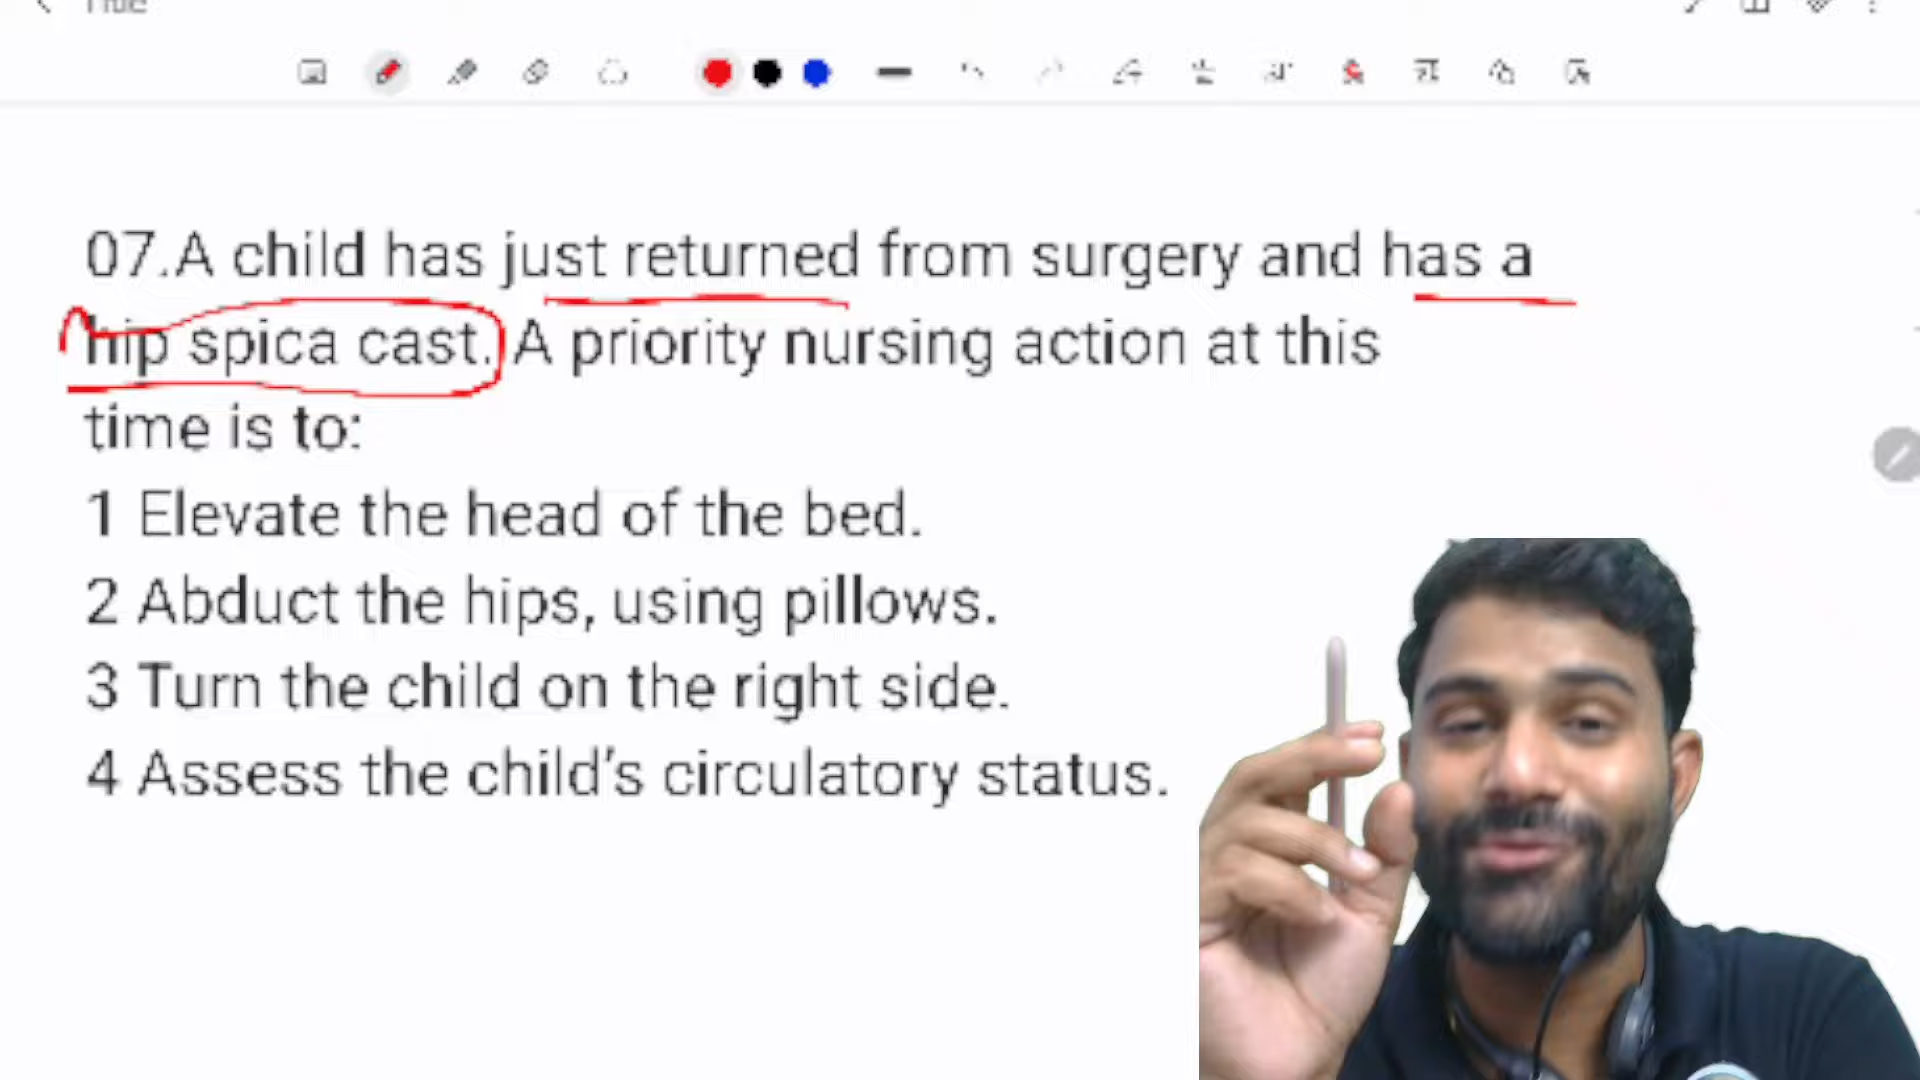 Title
07.A child has just returned from surgery and has a
hip spica cast. A priority nursing action at this
time is to:
1 Elevate the head of the bed.
2 Abduct the hips, using pillows.
3 Turn the child on the right side.
4 Assess the child's circulatory status.